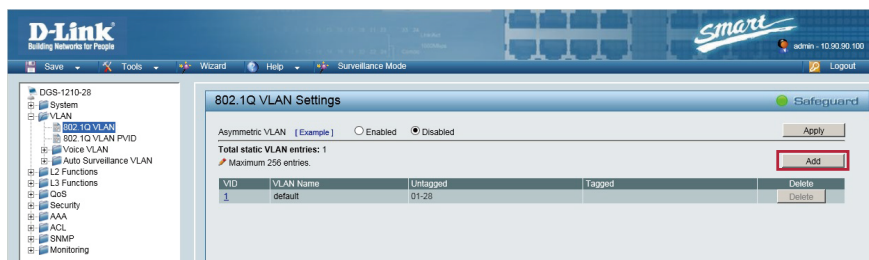 D-Link
Building Networks for People
smart
admin - 10.90.90.100
Save Tools Wizard Help Surveillance Mode Logout
DGS-1210-28
System
VLAN
802.1Q VLAN
802.1Q VLAN PVID
Voice VLAN
Auto Surveillance VLAN
L2 Functions
L3 Functions
QoS
Security
AAA
ACL
SNMP
Monitoring
802.1Q VLAN Settings
Safeguard
Asymmetric VLAN [ Example ] Enabled Disabled Apply
Total static VLAN entries: 1
Maximum 256 entries.
Add
VID VLAN Name Untagged Tagged Delete
1 default 01-28 Delete